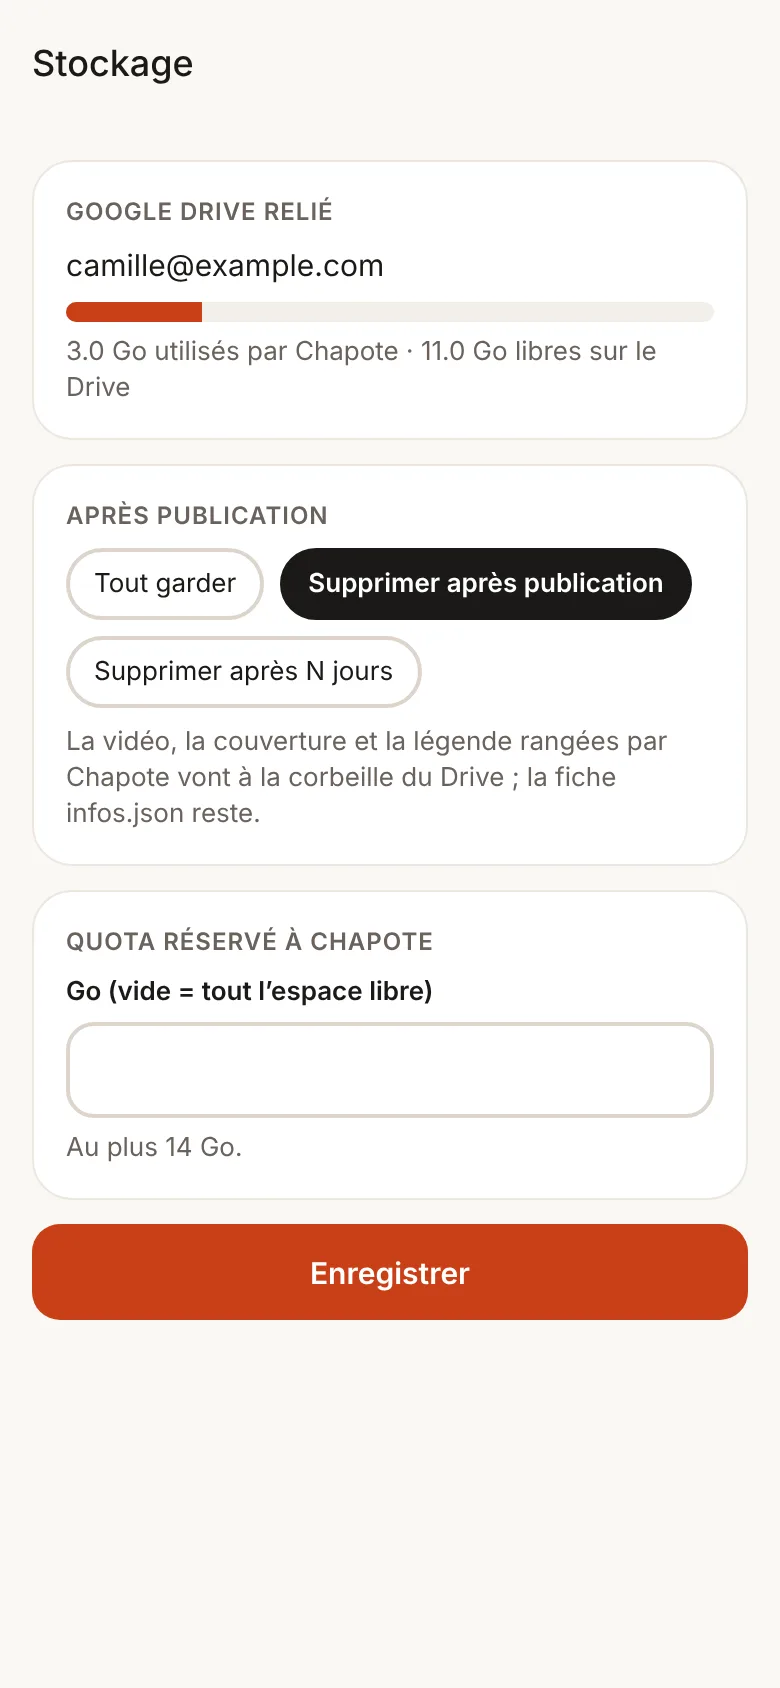 Stockage
GOOGLE DRIVE RELIÉ
camille@example.com
3.0 Go utilisés par Chapote · 11.0 Go libres sur le
Drive
APRÈS PUBLICATION
Tout garder
Supprimer après publication
Supprimer après N jours
La vidéo, la couverture et la légende rangées par
Chapote vont à la corbeille du Drive ; la fiche
infos.json reste.
QUOTA RÉSERVÉ À CHAPOTE
Go (vide = tout l’espace libre)
Au plus 14 Go.
Enregistrer